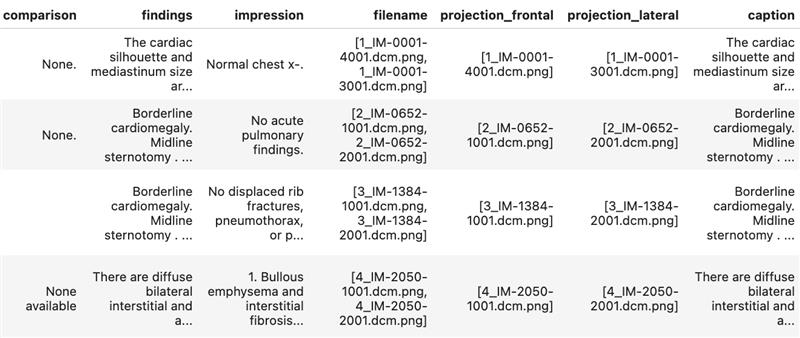 comparison findings impression filename projection_frontal projection_lateral caption
None.
The cardiac
silhouette and
mediastinum size
ar...
Normal chest x-.
[1_IM-0001-
4001.dcm.png,
1_IM-0001-
3001.dcm.png]
[1_IM-0001-
4001.dcm.png]
[1_IM-0001-
3001.dcm.png]
The cardiac
silhouette and
mediastinum size
ar...
None.
Borderline
cardiomegaly.
Midline
sternotomy . ...
No acute
pulmonary
findings.
[2_IM-0652-
1001.dcm.png,
2_IM-0652-
2001.dcm.png]
[2_IM-0652-
1001.dcm.png]
[2_IM-0652-
2001.dcm.png]
Borderline
cardiomegaly.
Midline
sternotomy . ...
Borderline
cardiomegaly.
Midline
sternotomy . ...
No displaced rib
fractures,
pneumothorax,
or p...
[3_IM-1384-
1001.dcm.png,
3_IM-1384-
2001.dcm.png]
[3_IM-1384-
1001.dcm.png]
[3_IM-1384-
2001.dcm.png]
Borderline
cardiomegaly.
Midline
sternotomy . ...
None
available
There are diffuse
bilateral
interstitial and
a...
1. Bullous
emphysema and
interstitial
fibrosis...
[4_IM-2050-
1001.dcm.png,
4_IM-2050-
2001.dcm.png]
[4_IM-2050-
1001.dcm.png]
[4_IM-2050-
2001.dcm.png]
There are diffuse
bilateral
interstitial and
a...